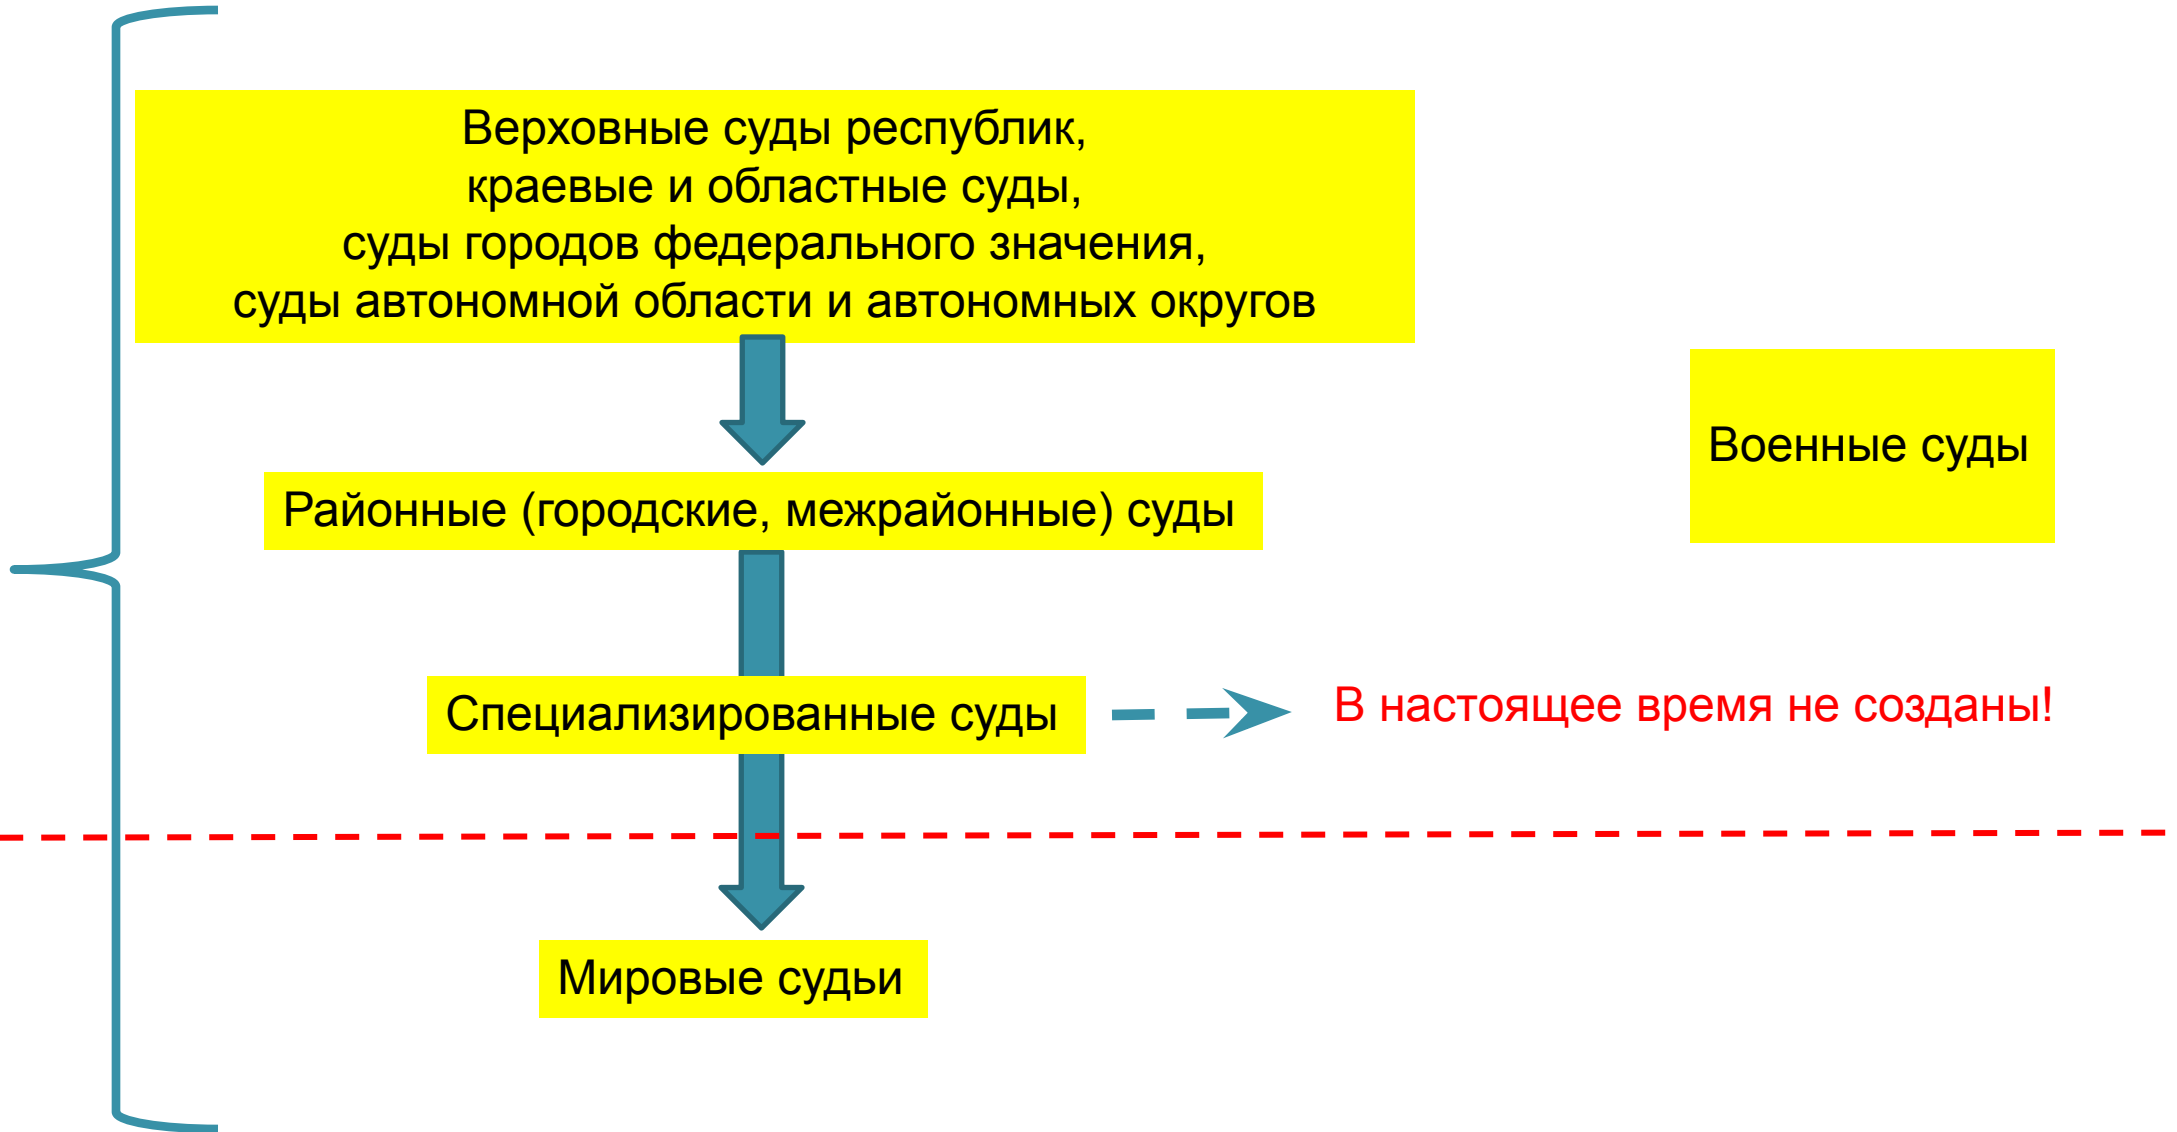 Верховные суды республик,
краевые и областные суды,
суды городов федерального значения,
суды автономной области и автономных округов
Военные суды
Районные (городские, межрайонные) суды
Специализированные суды
В настоящее время не созданы!
Мировые судьи